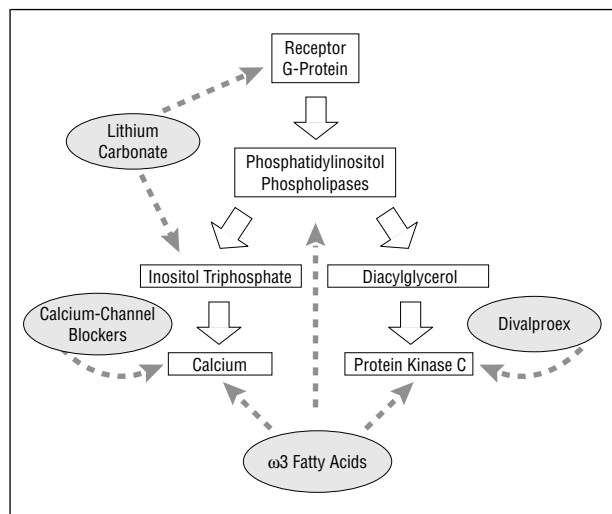 Receptor
G-Protein
Lithium
Carbonate
Phosphatidylinositol
Phospholipases
Inositol Triphosphate
Diacylglycerol
Calcium-Channel
Blockers
Divalproex
Calcium
Protein Kinase C
ω3 Fatty Acids